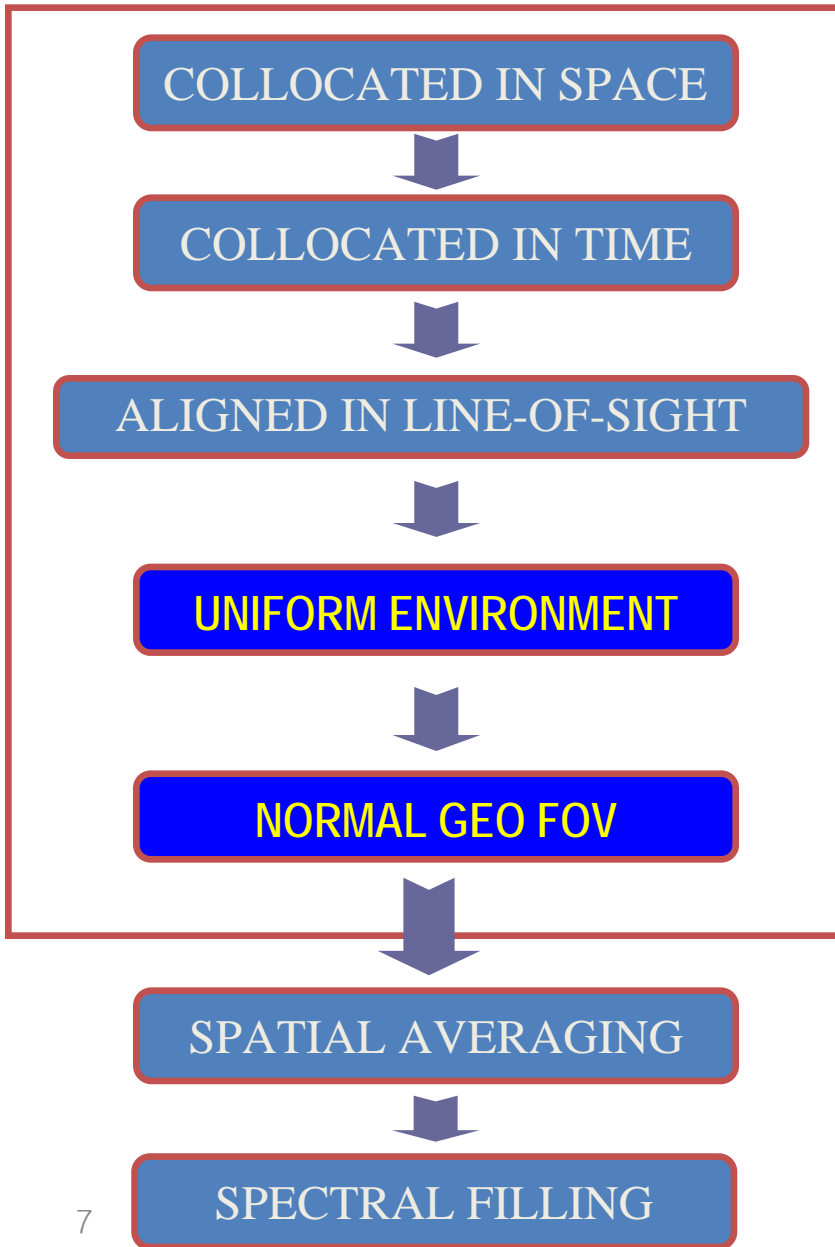 COLLOCATED IN SPACE
COLLOCATED IN TIME
ALIGNED IN LINE-OF-SIGHT
UNIFORM ENVIRONMENT
NORMAL GEO FOV
SPATIAL AVERAGING
SPECTRAL FILLING
7